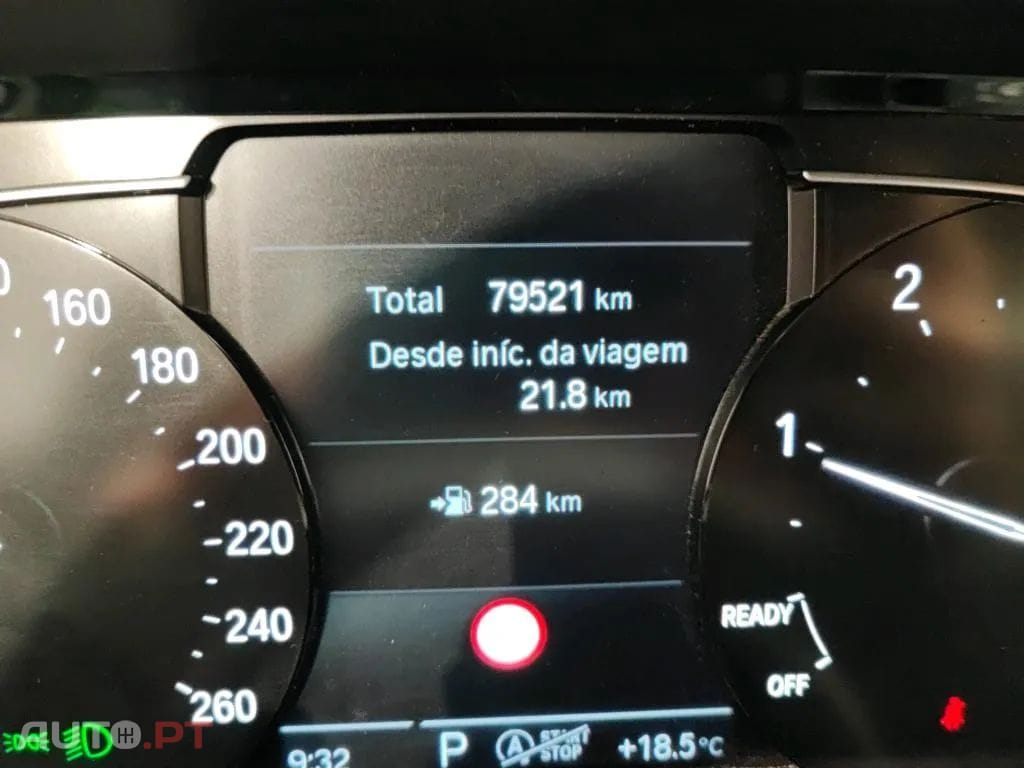 Total 79521 km
Desde iníc. da viagem
21.8 km
284 km
160
180
200
220
240
260
2
1
READY
OFF
9:32 P A START STOP +18.5°C
AUTO.PT